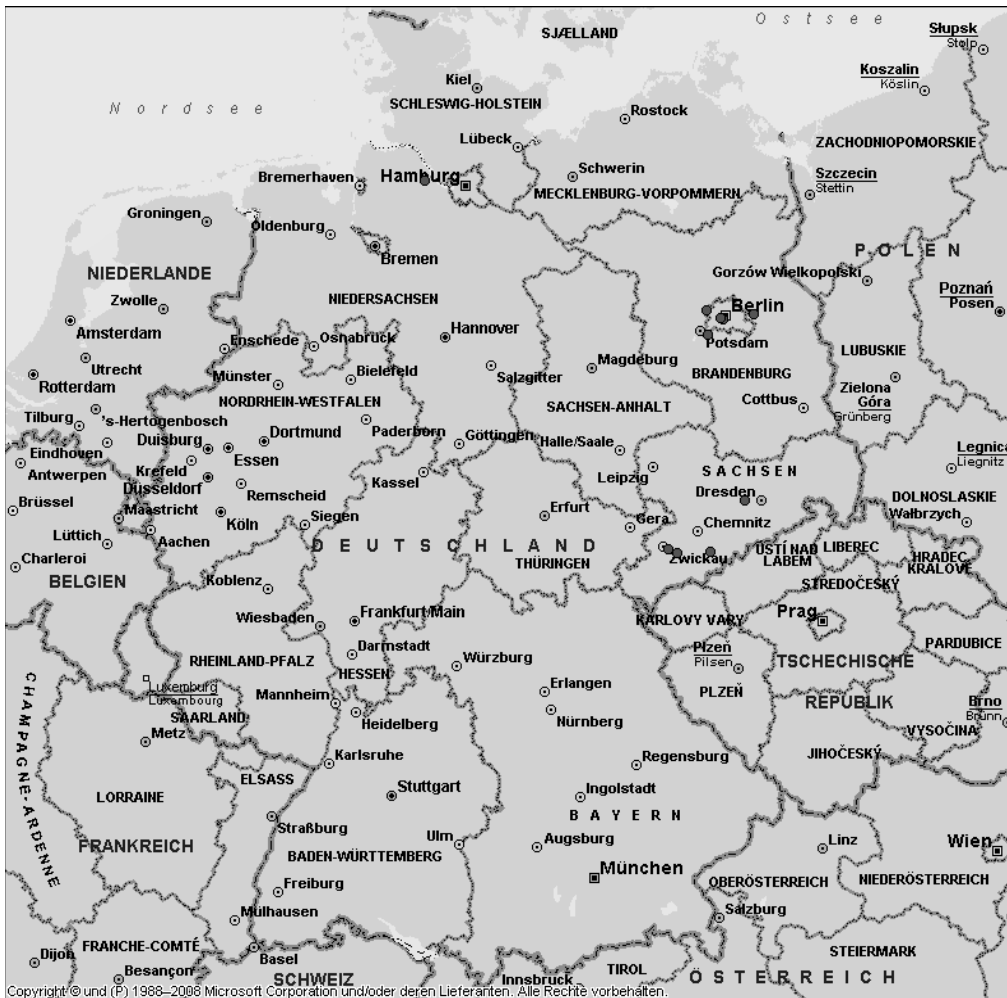 Ostsee
SJÆLLAND
Słupsk
Stolp
Kiel
Koszalin
Köslin
SCHLESWIG-HOLSTEIN
Nordsee
Rostock
Lübeck
ZACHODNIOPOMORSKIE
Schwerin
Bremerhaven
Hamburg
Szczecin
Stettin
MECKLENBURG-VORPOMMERN
Groningen
Oldenburg
Bremen
POLEN
NIEDERLANDE
Gorzów Wielkopolski
Zwolle
NIEDERSACHSEN
Berlin
Poznań
Posen
Amsterdam
Hannover
Enschede
Osnabrück
Potsdam
LUBUSKIE
Utrecht
Magdeburg
Rotterdam
Münster
Bielefeld
Salzgitter
BRANDENBURG
Zielona
Góra
Grünberg
NORDRHEIN-WESTFALEN
SACHSEN-ANHALT
Cottbus
Tilburg
's-Hertogenbosch
Duisburg
Dortmund
Paderborn
Göttingen
Halle/Saale
Legnica
Liegnitz
Eindhoven
Essen
Krefeld
Antwerpen
Kassel
Leipzig
SACHSEN
Düsseldorf
Remscheid
Dresden
DOLNOSLASKIE
Brüssel
Maastricht
Köln
Siegen
Erfurt
Gera
Chemnitz
Wałbrzych
Lüttich
Aachen
DEUTSCHLAND
Zwickau
ÚSTÍ NAD
LABEM
LIBEREC
HRADEC
KRÁLOVÉ
Charleroi
THÜRINGEN
BELGIEN
Koblenz
STREDOČESKÝ
Wiesbaden
Frankfurt/Main
KARLOVY VARY
Prag
Darmstadt
Würzburg
Plzeň
Pilsen
PARDUBICE
RHEINLAND-PFALZ
HESSEN
TSCHECHISCHE
Luxemburg
Luxembourg
Mannheim
Erlangen
PLZEŇ
REPUBLIK
Brno
Brünn
SAARLAND
Heidelberg
Nürnberg
CHAMPAGNE-ARDENNE
Metz
VYSOČINA
Karlsruhe
Regensburg
JIHOČESKÝ
ELSASS
LORRAINE
Stuttgart
Ingolstadt
BAYERN
Straßburg
FRANKREICH
BADEN-WÜRTTEMBERG
Ulm
Augsburg
Linz
Wien
München
Freiburg
OBERÖSTERREICH
NIEDERÖSTERREICH
Mülhausen
Salzburg
Dijon
FRANCHE-COMTÉ
Basel
STEIERMARK
Besançon
SCHWEIZ
Innsbruck
TIROL
ÖSTERREICH
Copyright © und (P) 1988–2008 Microsoft Corporation und/oder deren Lieferanten. Alle Rechte vorbehalten.